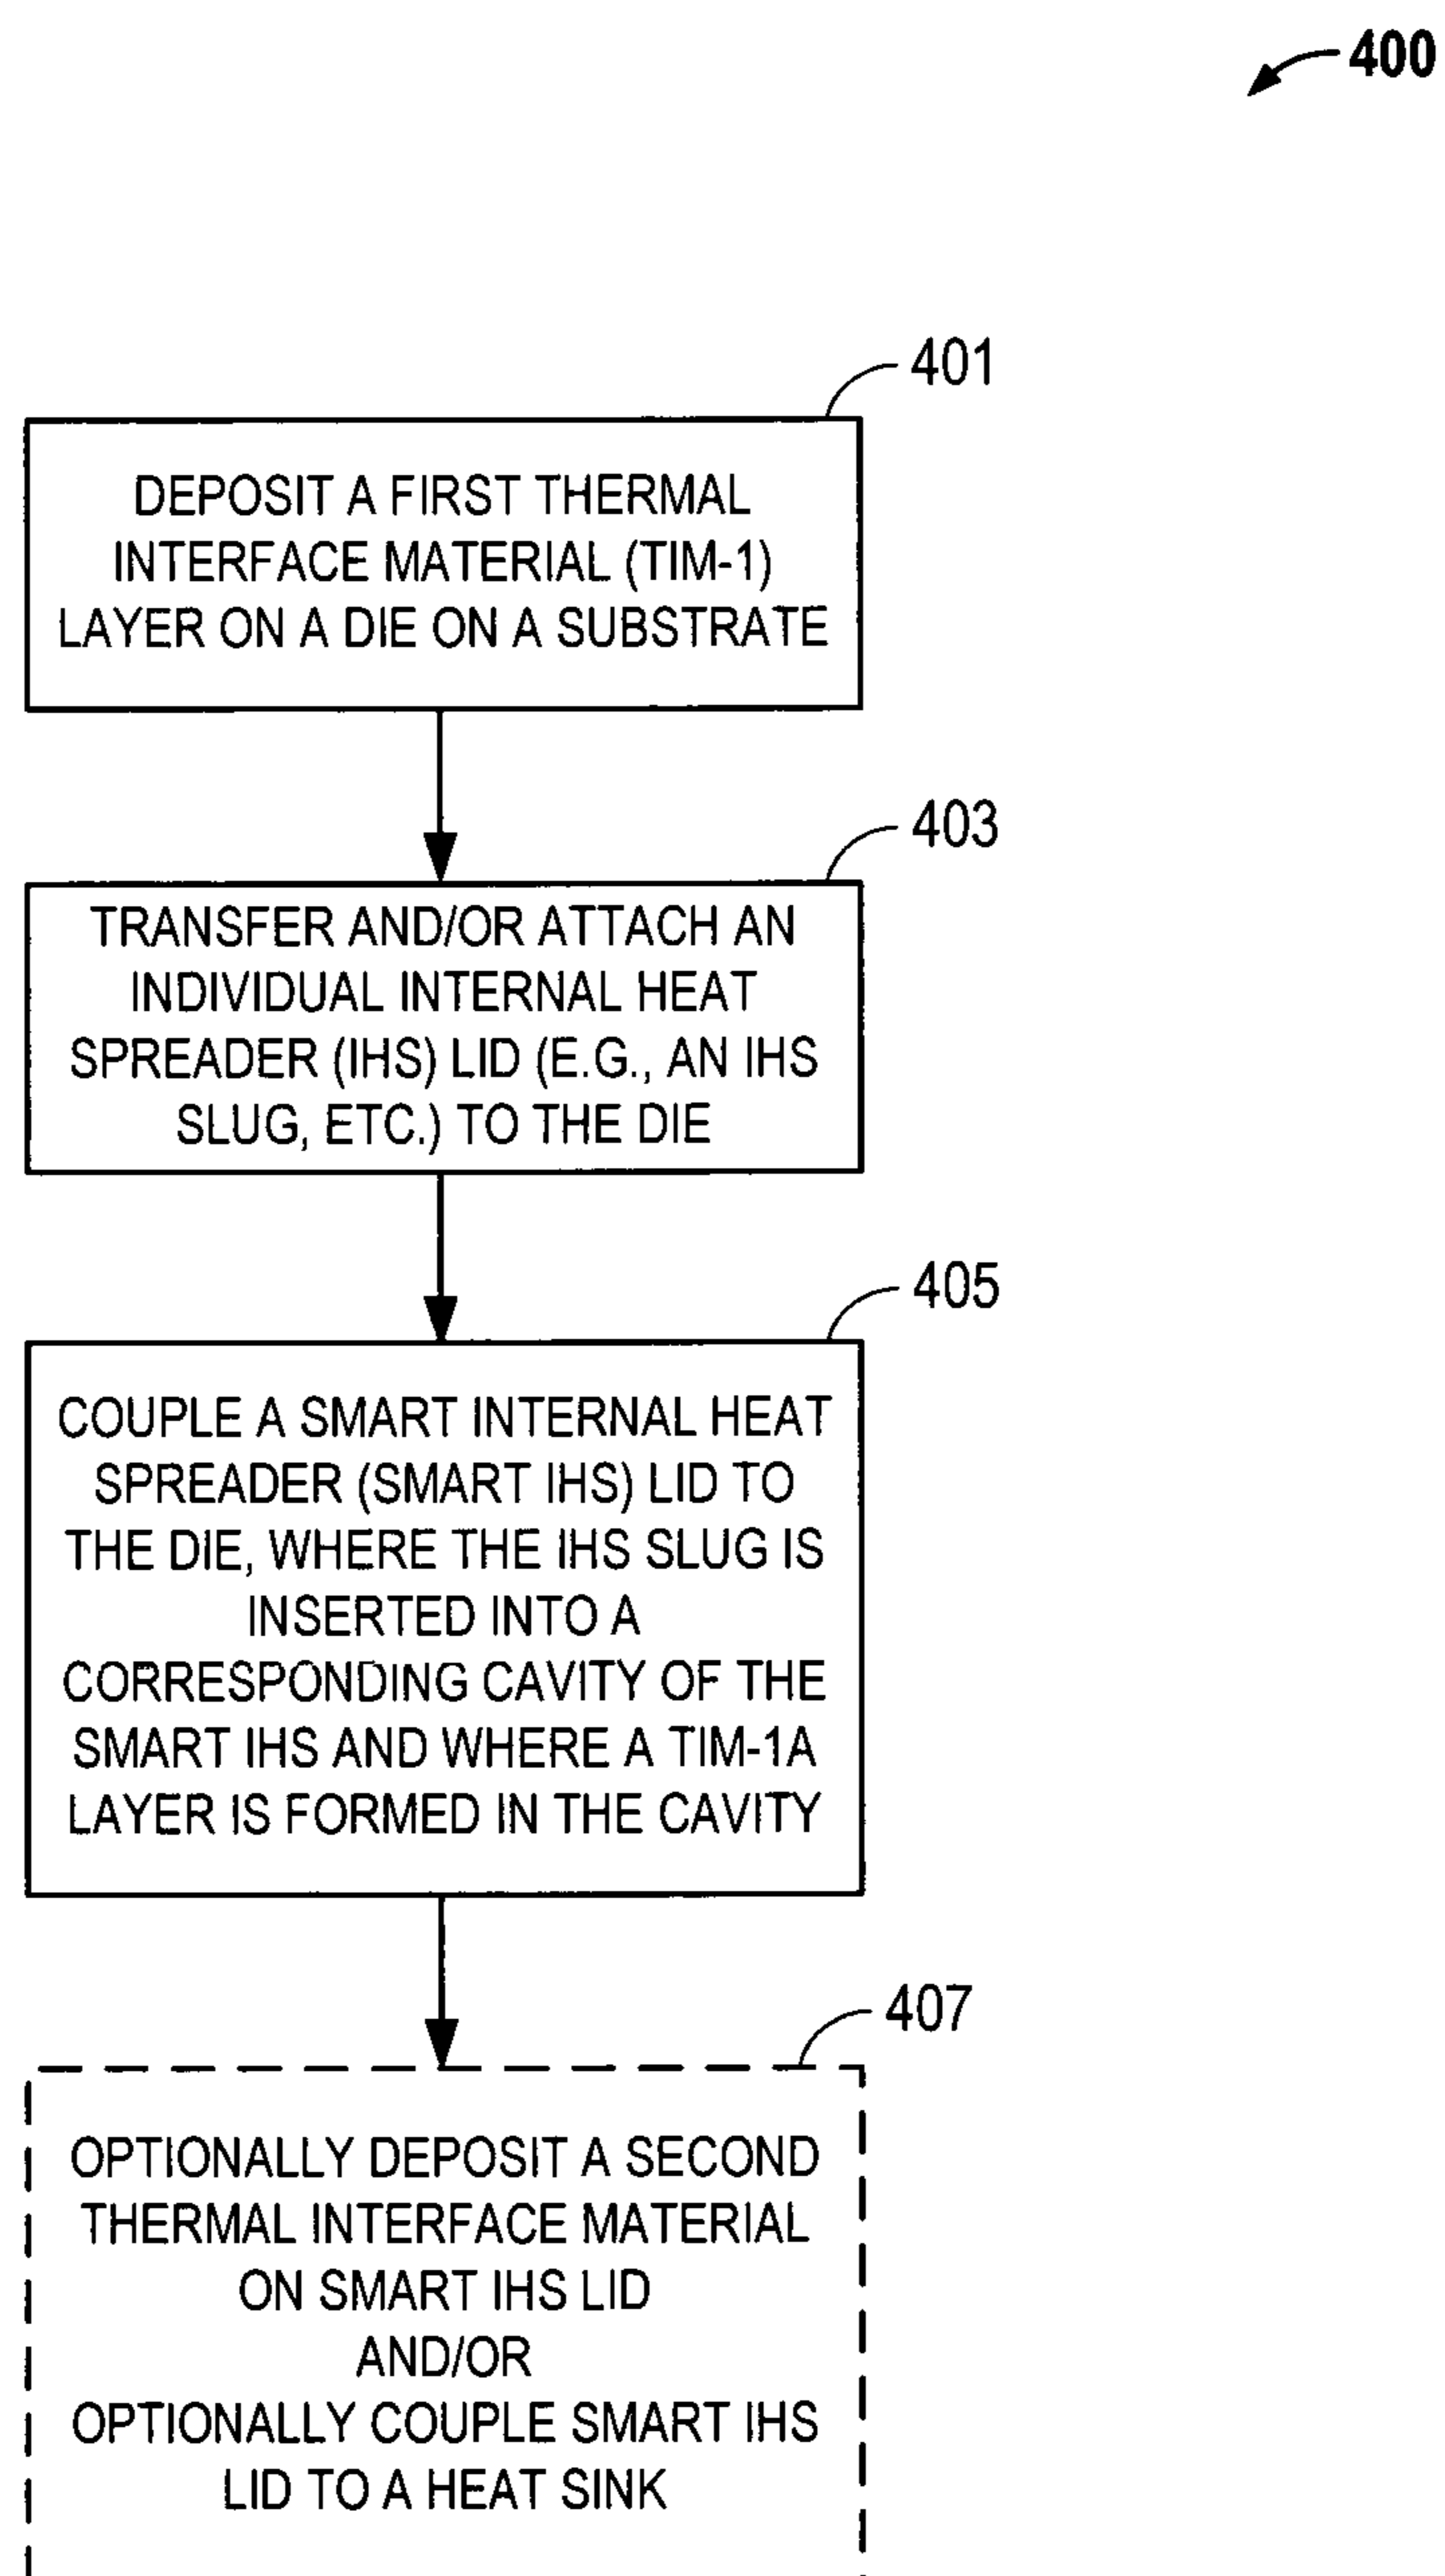 400
401
DEPOSIT A FIRST THERMAL
INTERFACE MATERIAL (TIM-1)
LAYER ON A DIE ON A SUBSTRATE
403
TRANSFER AND/OR ATTACH AN
INDIVIDUAL INTERNAL HEAT
SPREADER (IHS) LID (E.G., AN IHS
SLUG, ETC.) TO THE DIE
405
COUPLE A SMART INTERNAL HEAT
SPREADER (SMART IHS) LID TO
THE DIE, WHERE THE IHS SLUG IS
INSERTED INTO A
CORRESPONDING CAVITY OF THE
SMART IHS AND WHERE A TIM-1A
LAYER IS FORMED IN THE CAVITY
407
OPTIONALLY DEPOSIT A SECOND
THERMAL INTERFACE MATERIAL
ON SMART IHS LID
AND/OR
OPTIONALLY COUPLE SMART IHS
LID TO A HEAT SINK